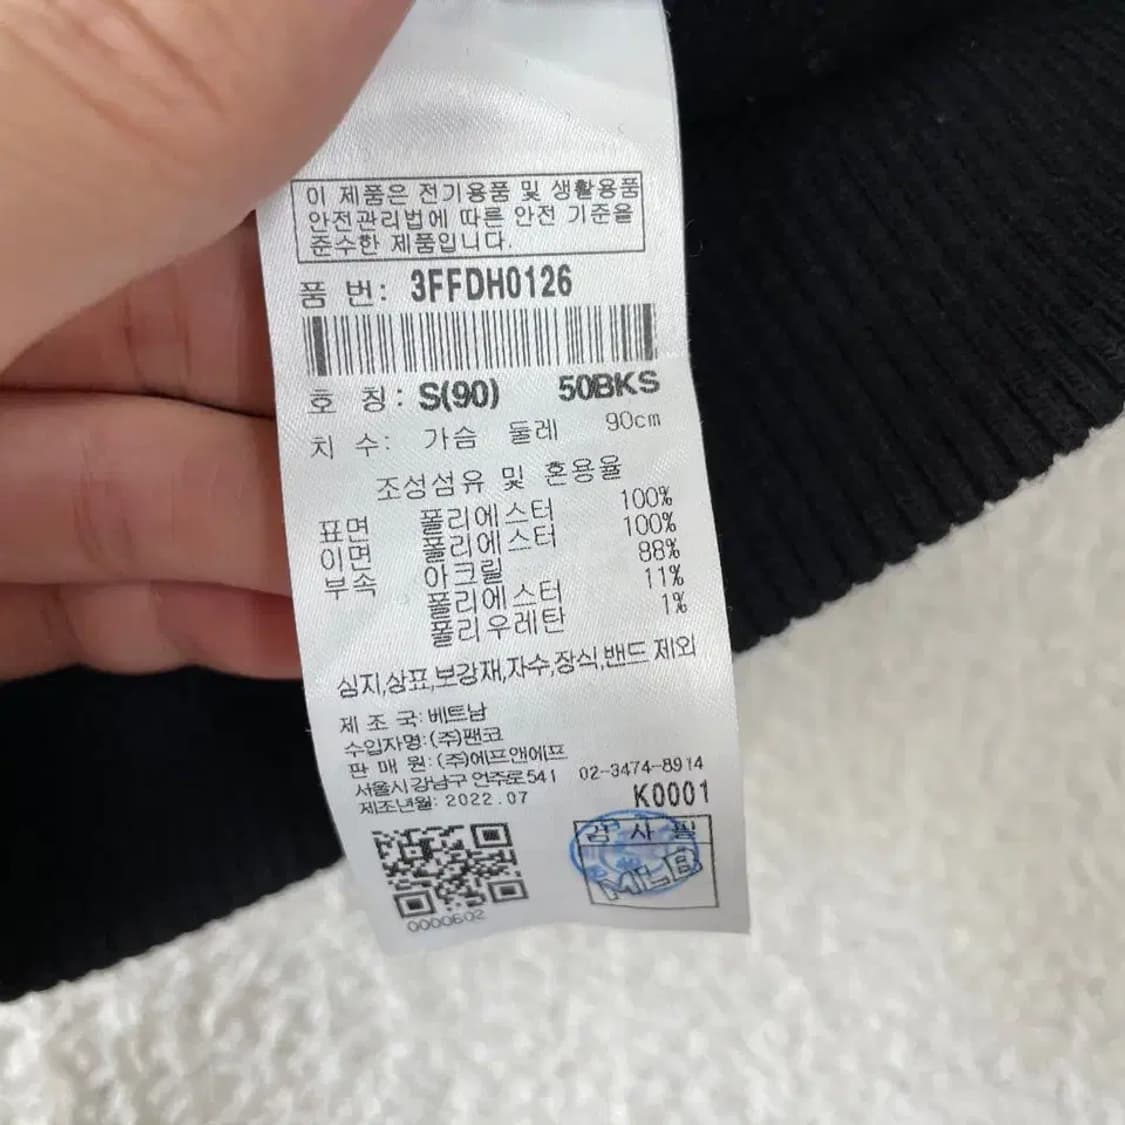 이 제품은 전기용품 및 생활용품
안전관리법에 따른 안전 기준을
준수한 제품입니다.
품 번: 3FFDH0126
호 칭: S(90) 50BKS
치 수: 가슴 둘레 90cm
조성섬유 및 혼용율
표면 폴리에스터 100%
이면 폴리에스터 100%
부속 아크릴 88%
폴리에스터 11%
폴리우레탄 1%
심지,상표,보강재,자수,장식,밴드 제외
제 조 국: 베트남
수입자명: (주)팬코
판 매 원: (주)에프앤에프
서울시 강남구 언주로 541 02-3474-8914
제조년월: 2022.07 K0001
검 사 필
MLB
0000602